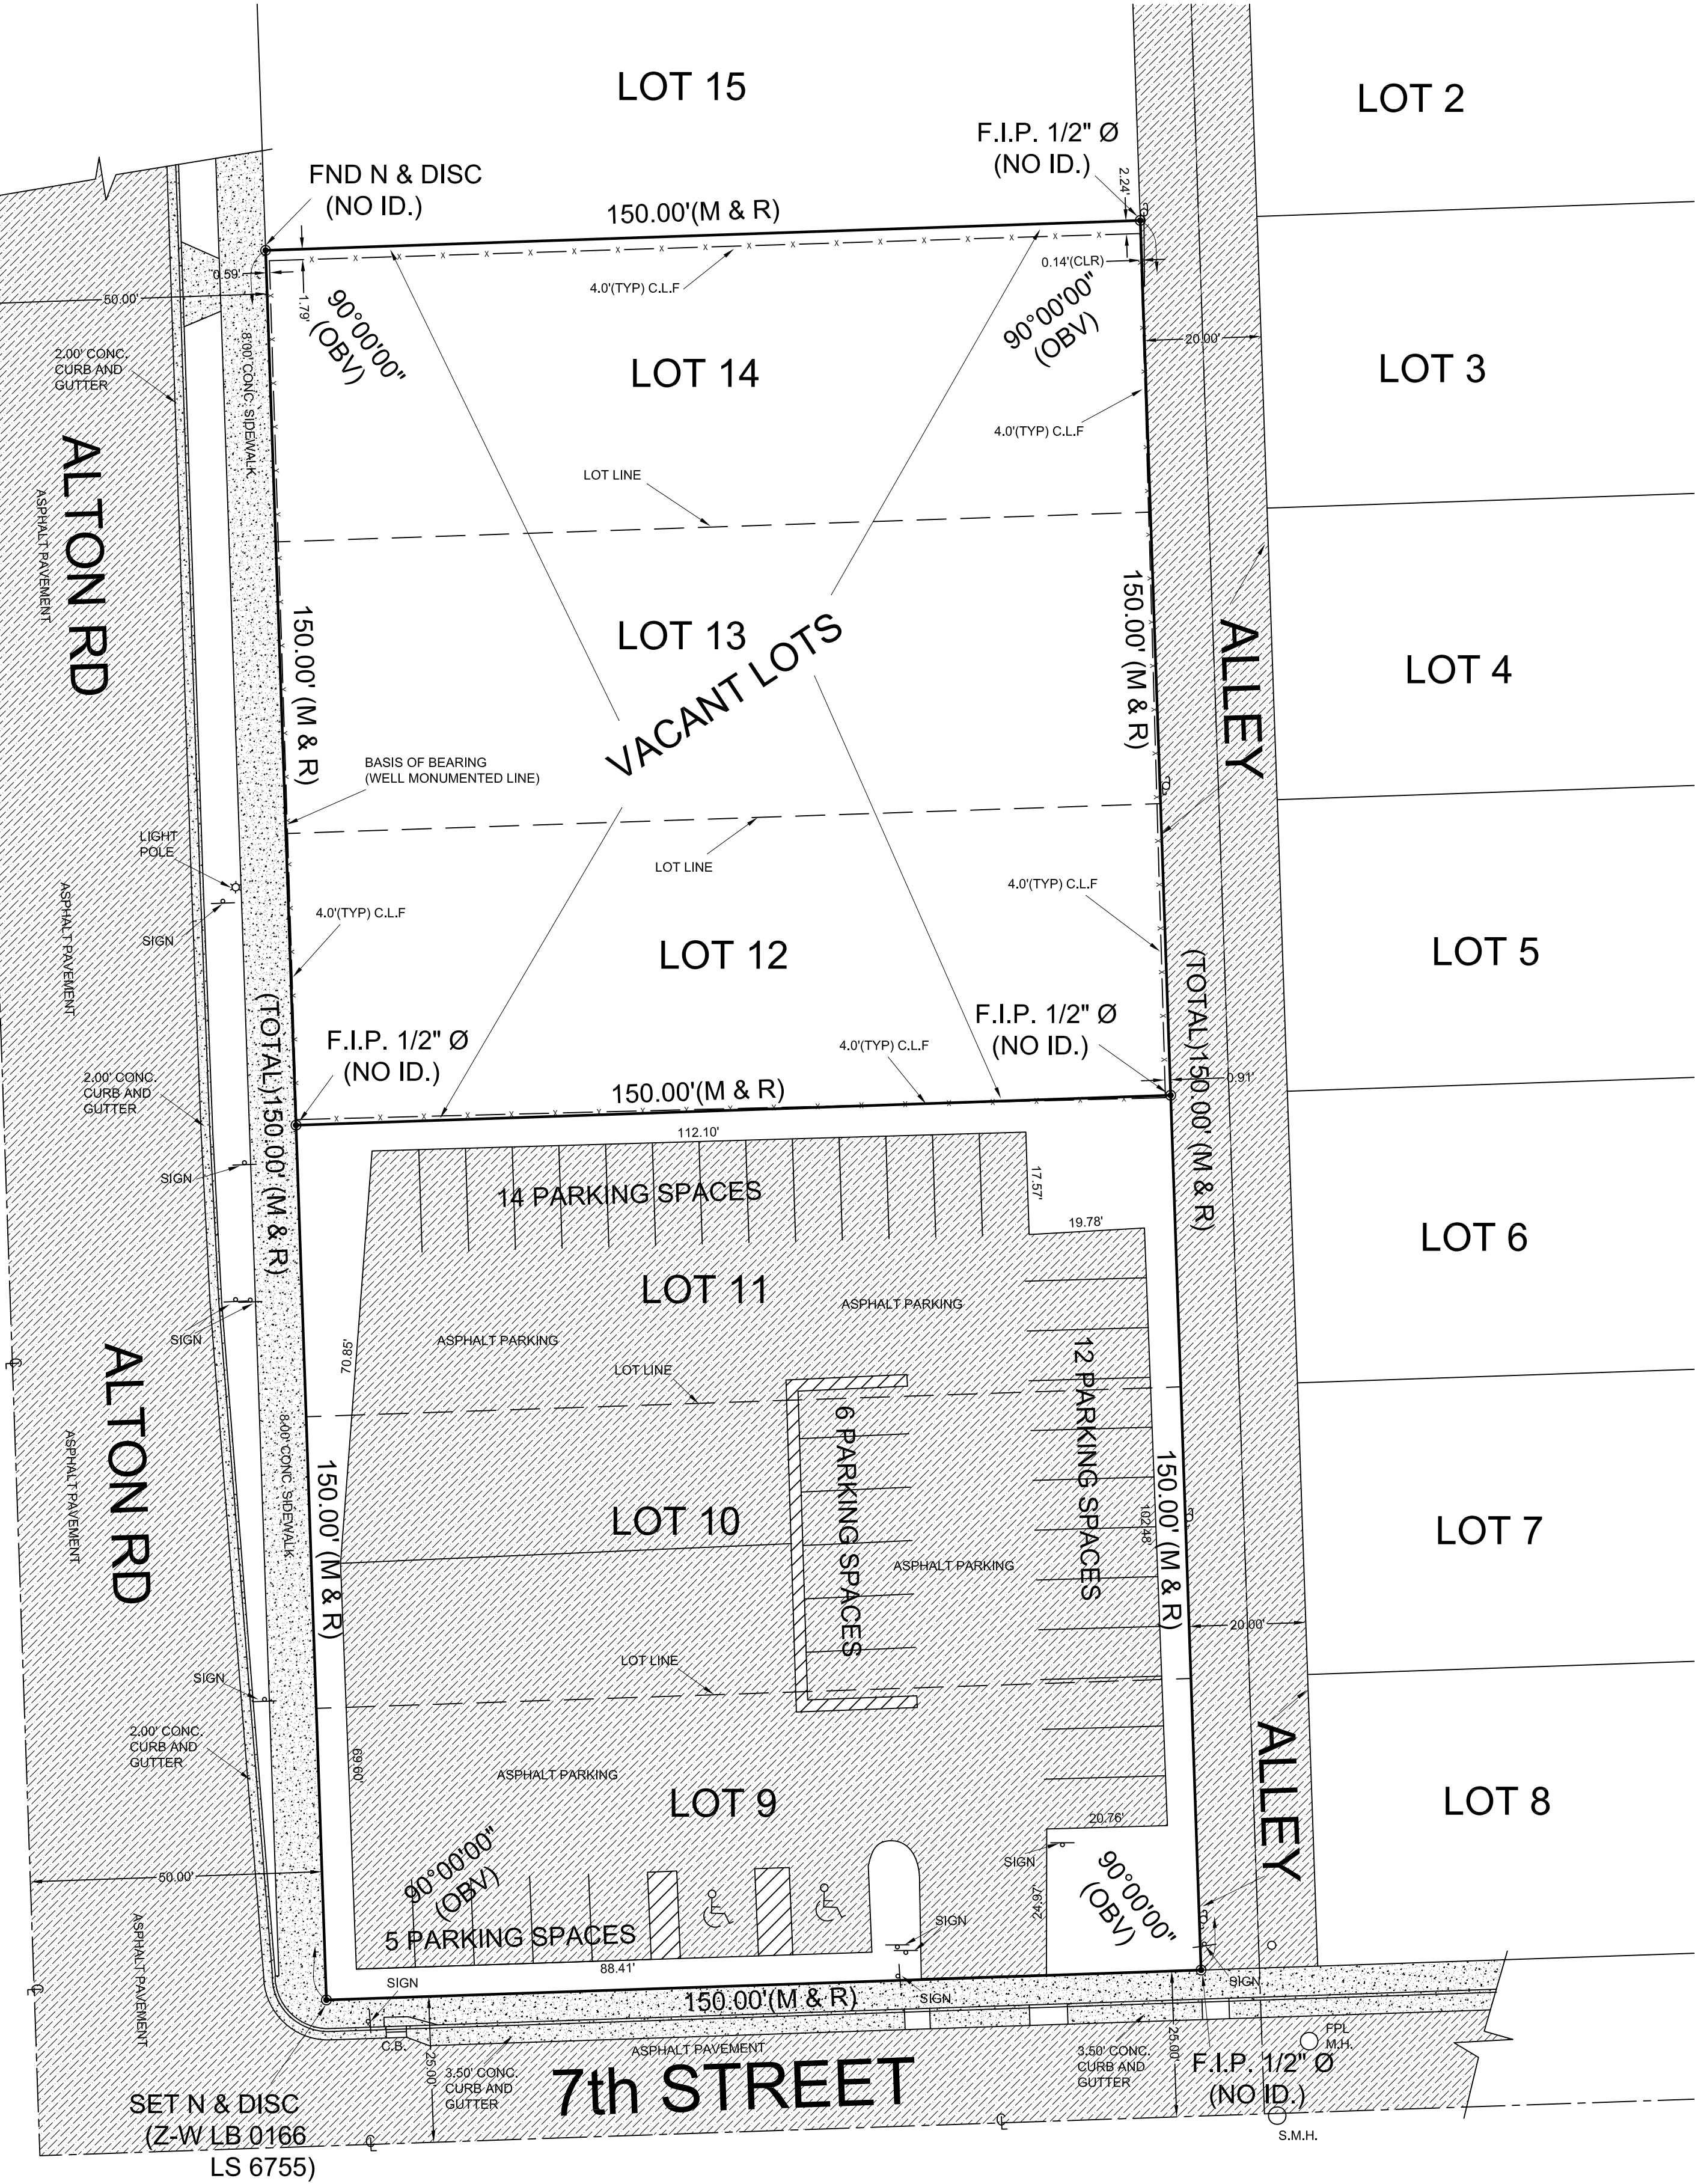 LOT 15
LOT 2
F.I.P. 1/2" Ø
(NO ID.)
2.24'
FND N & DISC
(NO ID.)
150.00'(M & R)
0.59'
50.00'
1.79'
90°00'00"
(OBV)
4.0'(TYP) C.L.F
0.14'(CLR)
90°00'00"
(OBV)
20.00'
2.00' CONC.
CURB AND
GUTTER
8.00' CONC. SIDEWALK
LOT 14
LOT 3
4.0'(TYP) C.L.F
ALTON RD
ASPHALT PAVEMENT
LOT LINE
150.00' (M & R)
LOT 13
VACANT LOTS
150.00' (M & R)
ALLEY
LOT 4
BASIS OF BEARING
(WELL MONUMENTED LINE)
LIGHT
POLE
LOT LINE
4.0'(TYP) C.L.F
ASPHALT PAVEMENT
SIGN
4.0'(TYP) C.L.F
LOT 12
LOT 5
(TOTAL)150.00' (M & R)
F.I.P. 1/2" Ø
(NO ID.)
4.0'(TYP) C.L.F
F.I.P. 1/2" Ø
(NO ID.)
(TOTAL)150.00' (M & R)
0.91'
2.00' CONC.
CURB AND
GUTTER
150.00'(M & R)
112.10'
SIGN
14 PARKING SPACES
17.57'
19.78'
LOT 6
LOT 11
ASPHALT PARKING
ASPHALT PARKING
SIGN
70.85'
LOT LINE
12 PARKING SPACES
ALTON RD
ASPHALT PAVEMENT
8.00' CONC. SIDEWALK
150.00' (M & R)
6 PARKING SPACES
LOT 10
102.48'
150.00' (M & R)
LOT 7
ASPHALT PARKING
20.00'
LOT LINE
SIGN
2.00' CONC.
CURB AND
GUTTER
69.60'
ASPHALT PARKING
LOT 9
20.76'
ALLEY
LOT 8
50.00'
90°00'00"
(OBV)
SIGN
90°00'00"
(OBV)
24.97'
ASPHALT PAVEMENT
5 PARKING SPACES
SIGN
88.41'
SIGN
SIGN
150.00'(M & R)
SIGN
C.B.
25.00'
ASPHALT PAVEMENT
25.00'
FPL
M.H.
3.50' CONC.
CURB AND
GUTTER
7th STREET
3.50' CONC.
CURB AND
GUTTER
F.I.P. 1/2" Ø
(NO ID.)
SET N & DISC
(Z-W LB 0166
LS 6755)
S.M.H.